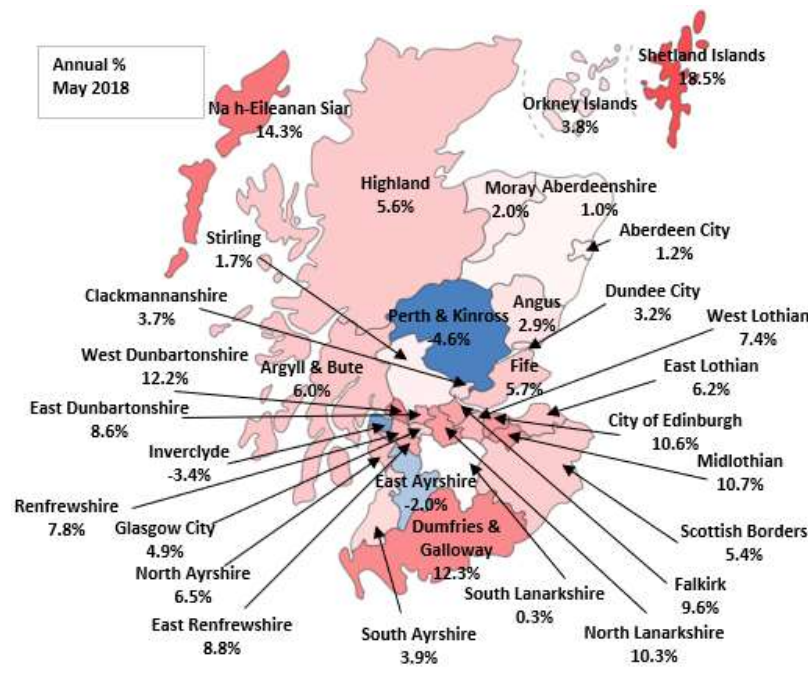 Annual %
May 2018
Shetland Islands
18.5%
Na h-Eileanan Siar
14.3%
Orkney Islands
3.8%
Highland
5.6%
Moray
2.0%
Aberdeenshire
1.0%
Aberdeen City
1.2%
Stirling
1.7%
Clackmannanshire
3.7%
Perth & Kinross
-4.6%
Angus
2.9%
Dundee City
3.2%
West Lothian
7.4%
West Dunbartonshire
12.2%
Argyll & Bute
6.0%
Fife
5.7%
East Lothian
6.2%
East Dunbartonshire
8.6%
City of Edinburgh
10.6%
Inverclyde
-3.4%
Midlothian
10.7%
East Ayrshire
-2.0%
Renfrewshire
7.8%
Glasgow City
4.9%
Dumfries &
Galloway
12.3%
Scottish Borders
5.4%
North Ayrshire
6.5%
South Lanarkshire
0.3%
Falkirk
9.6%
East Renfrewshire
8.8%
South Ayrshire
3.9%
North Lanarkshire
10.3%